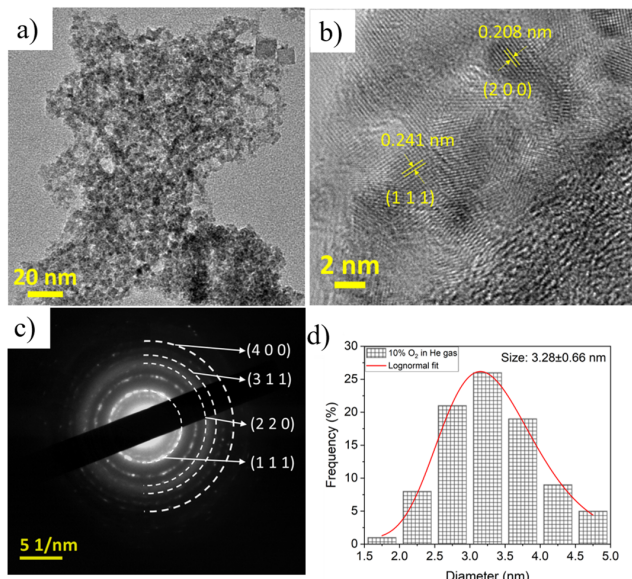 a)
20 nm
b)
0.208 nm
(2 0 0)
0.241 nm
(1 1 1)
2 nm
c)
(4 0 0)
(3 1 1)
(2 2 0)
(1 1 1)
5 1/nm
d)
10% O₂ in He gas
Lognormal fit
Size: 3.28±0.66 nm
Frequency (%)
30
25
20
15
10
5
0
1.5 2.0 2.5 3.0 3.5 4.0 4.5 5.0
Diameter (nm)